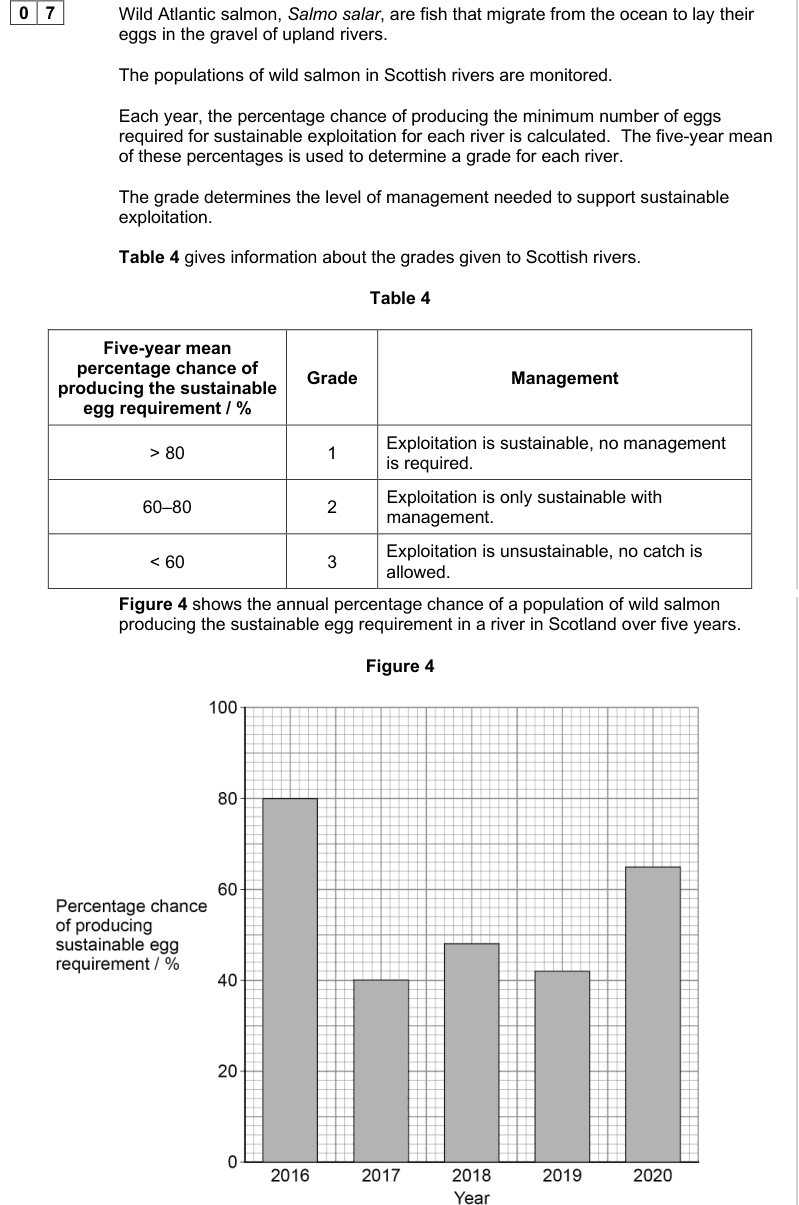 0 7
Wild Atlantic salmon, Salmo salar, are fish that migrate from the ocean to lay their
eggs in the gravel of upland rivers.
The populations of wild salmon in Scottish rivers are monitored.
Each year, the percentage chance of producing the minimum number of eggs
required for sustainable exploitation for each river is calculated. The five-year mean
of these percentages is used to determine a grade for each river.
The grade determines the level of management needed to support sustainable
exploitation.
Table 4 gives information about the grades given to Scottish rivers.
Table 4
Five-year mean
percentage chance of
producing the sustainable
egg requirement / %
Grade
Management
> 80
1
Exploitation is sustainable, no management
is required.
60–80
2
Exploitation is only sustainable with
management.
< 60
3
Exploitation is unsustainable, no catch is
allowed.
Figure 4 shows the annual percentage chance of a population of wild salmon
producing the sustainable egg requirement in a river in Scotland over five years.
Figure 4
Percentage chance
of producing
sustainable egg
requirement / %
100
80
60
40
20
0
2016 2017 2018 2019 2020
Year